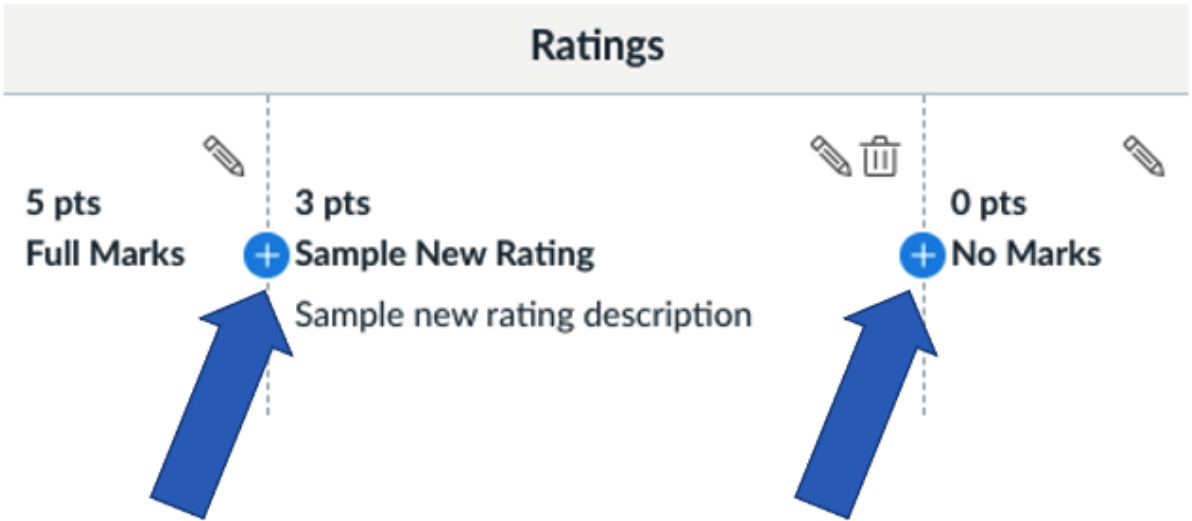 Ratings
5 pts
Full Marks
3 pts
Sample New Rating
Sample new rating description
0 pts
No Marks